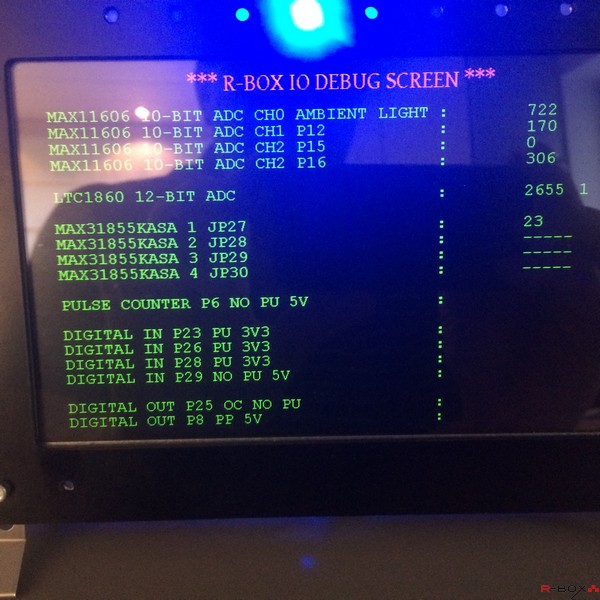 *** R-BOX IO DEBUG SCREEN ***
MAX11606 10-BIT ADC CH0 AMBIENT LIGHT : 722
MAX11606 10-BIT ADC CH1 P12 : 170
MAX11606 10-BIT ADC CH2 P15 : 0
MAX11606 10-BIT ADC CH2 P16 : 306
LTC1860 12-BIT ADC : 2655 1
MAX31855KASA 1 JP27 : 23
MAX31855KASA 2 JP28 : -----
MAX31855KASA 3 JP29 : -----
MAX31855KASA 4 JP30 : -----
PULSE COUNTER P6 NO PU 5V :
DIGITAL IN P23 PU 3V3 :
DIGITAL IN P26 PU 3V3 :
DIGITAL IN P28 PU 3V3 :
DIGITAL IN P29 NO PU 5V :
DIGITAL OUT P25 OC NO PU :
DIGITAL OUT P8 PP 5V :
R-BOX